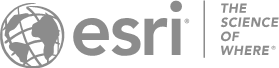 esri®
THE
SCIENCE
OF
WHERE®